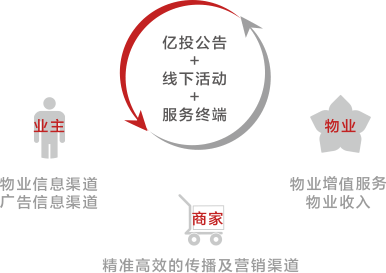 亿投公告
+
线下活动
+
服务终端
业主
物业
物业信息渠道
广告信息渠道
物业增值服务
物业收入
商家
精准高效的传播及营销渠道